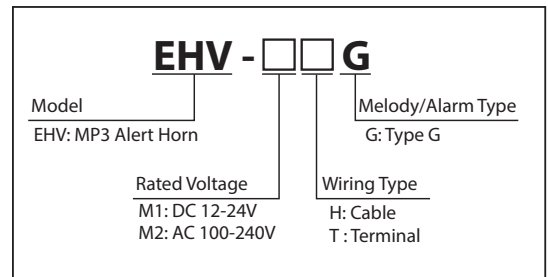 EHV - □□ G
Model
EHV: MP3 Alert Horn
Melody/Alarm Type
G: Type G
Rated Voltage
M1: DC 12-24V
M2: AC 100-240V
Wiring Type
H: Cable
T : Terminal